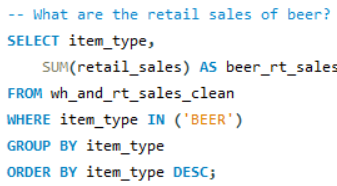 -- What are the retail sales of beer?
SELECT item_type,
    SUM(retail_sales) AS beer_rt_sales
FROM wh_and_rt_sales_clean
WHERE item_type IN ('BEER')
GROUP BY item_type
ORDER BY item_type DESC;